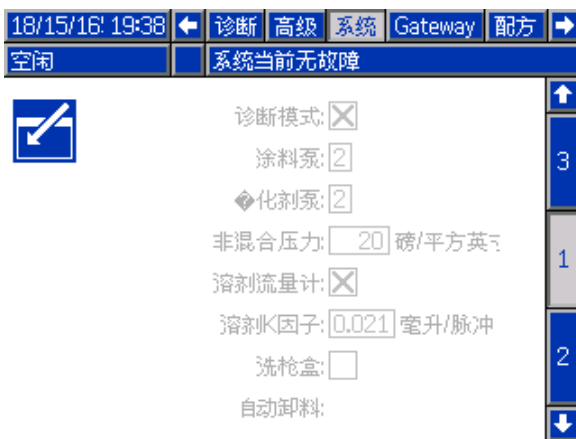 18/15/16 19:38 诊断 高级 系统 Gateway 配方
空闲 系统当前无故障
诊断模式:
涂料泵: 2
�化剂泵: 2
非混合压力: 20 磅/平方英寸
溶剂流量计:
溶剂K因子: 0.021 毫升/脉冲
洗枪盒:
自动卸料:
3
1
2